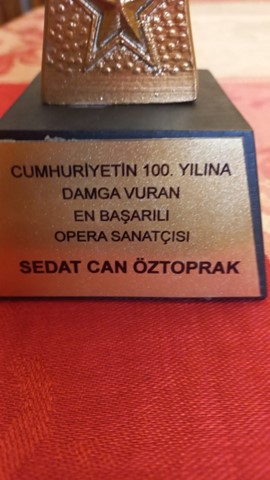 CUMHURİYETİN 100. YILINA
DAMGA VURAN
EN BAŞARILI
OPERA SANATÇISI
SEDAT CAN ÖZTOPRAK